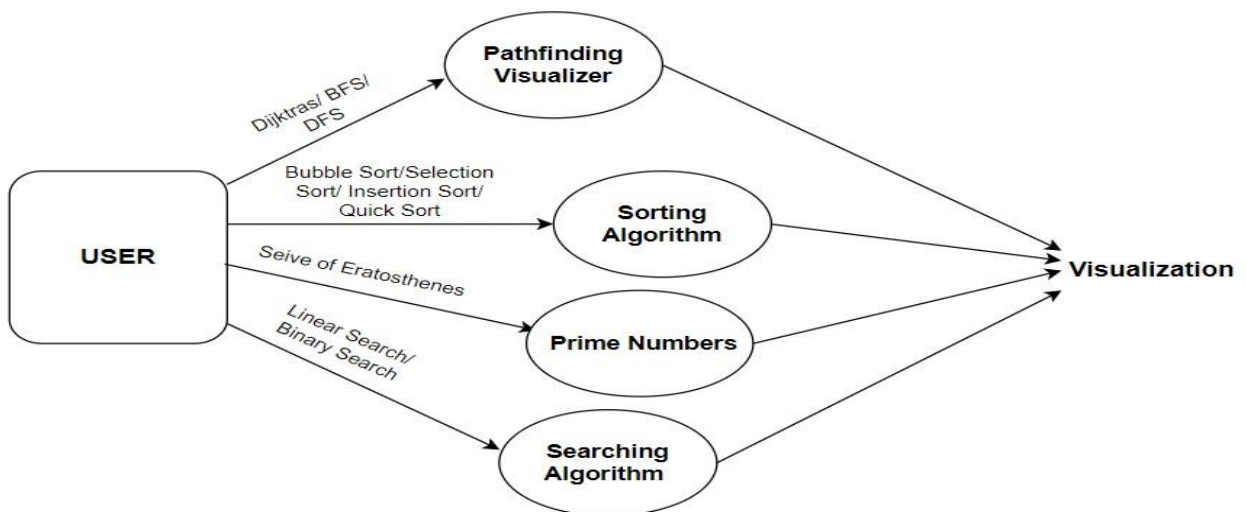 Pathfinding
Visualizer
Dijktras/ BFS/
DFS
Bubble Sort/Selection
Sort/ Insertion Sort/
Quick Sort
Sorting
Algorithm
USER
Seive of Eratosthenes
Visualization
Linear Search/
Binary Search
Prime Numbers
Searching
Algorithm